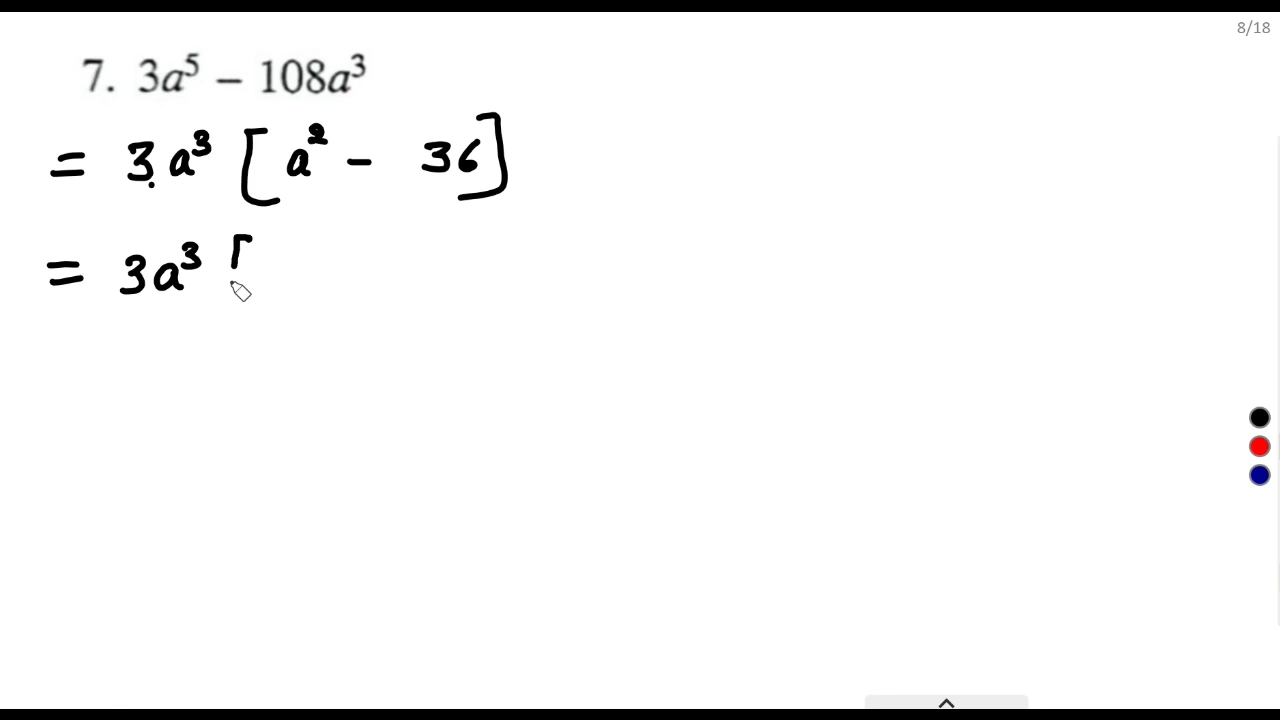 8/18
7. 3a⁵ – 108a³
= 3a³ [a² - 36]
= 3a³ [